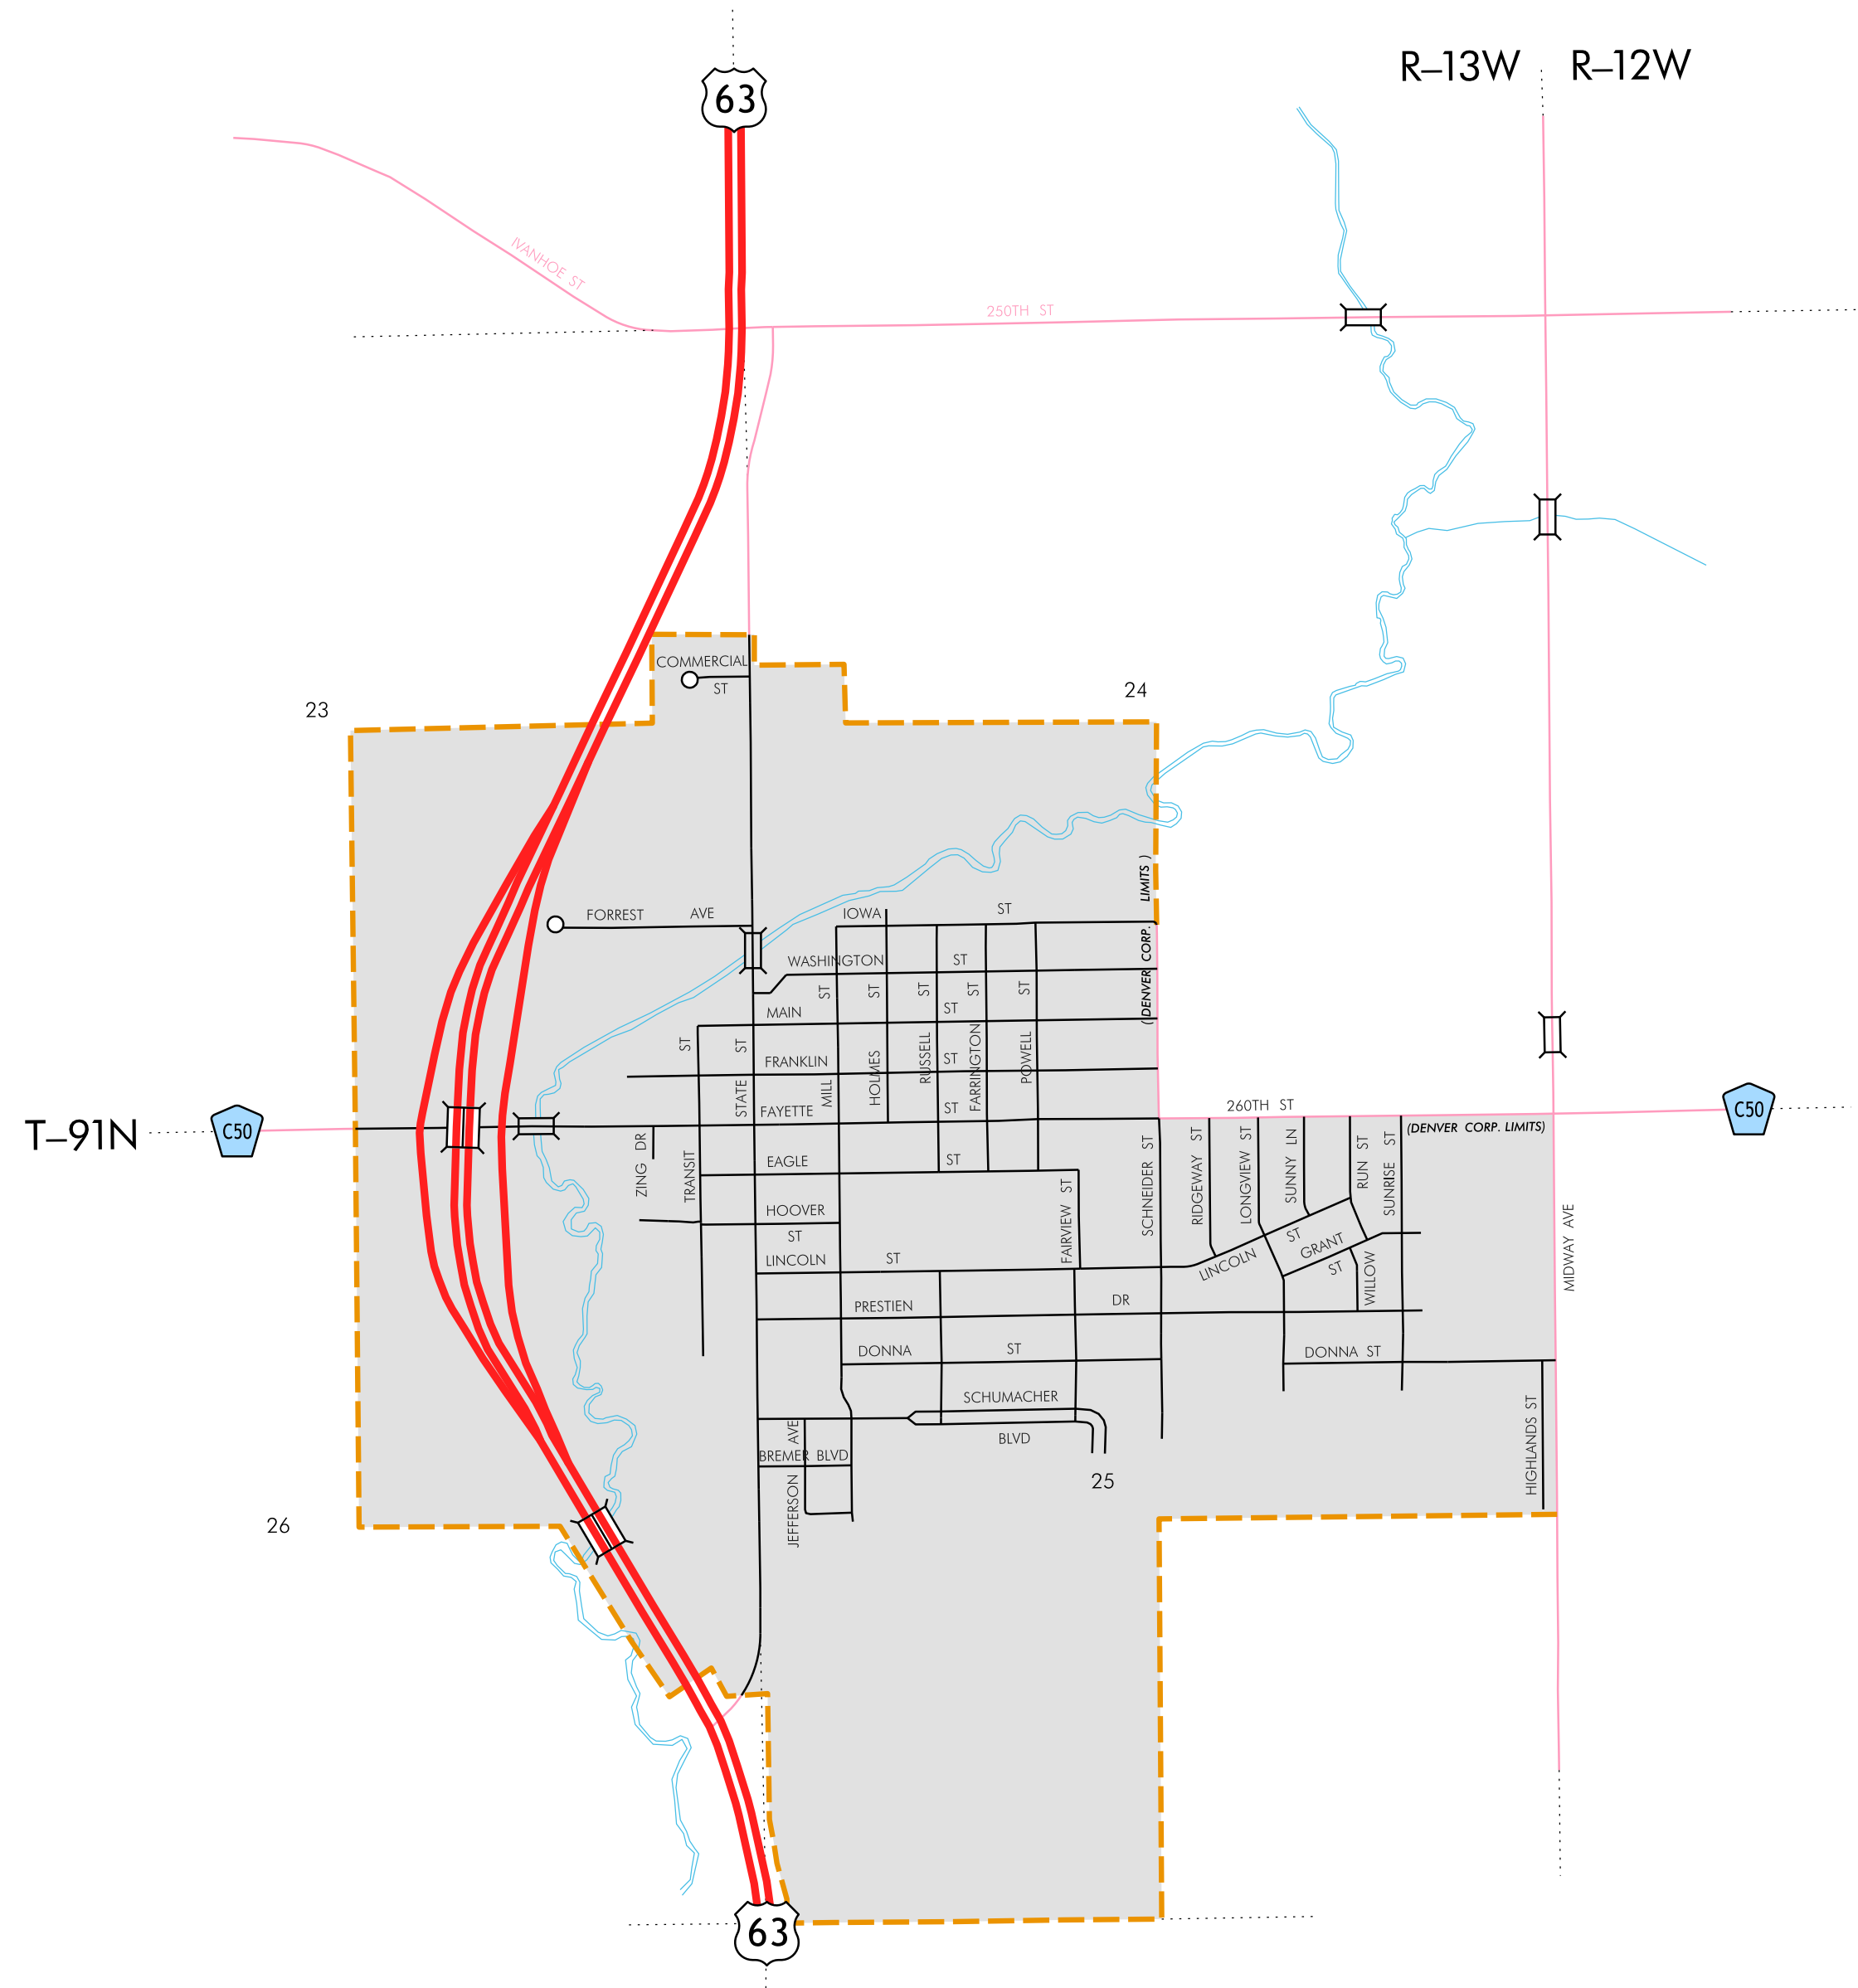 R–13W R–12W
63
IVANHOE ST
250TH ST
COMMERCIAL
ST
23
24
(DENVER CORP. LIMITS )
FORREST AVE
IOWA ST
WASHINGTON ST
MAIN ST
FRANKLIN ST
FAYETTE ST
TRANSIT ST
STATE ST
MILL ST
HOLMES ST
RUSSELL ST
FARRINGTON ST
POWELL ST
260TH ST
T–91N
C50
C50
(DENVER CORP. LIMITS)
ZING DR
EAGLE ST
HOOVER
ST
LINCOLN ST
FAIRVIEW ST
SCHNEIDER ST
RIDGEWAY ST
LONGVIEW ST
SUNNY LN
WILLOW RUN ST
SUNRISE ST
LINCOLN ST
GRANT ST
MIDWAY AVE
PRESTIEN DR
DONNA ST
DONNA ST
SCHUMACHER
BLVD
BREMER BLVD
JEFFERSON AVE
HIGHLANDS ST
25
26
63